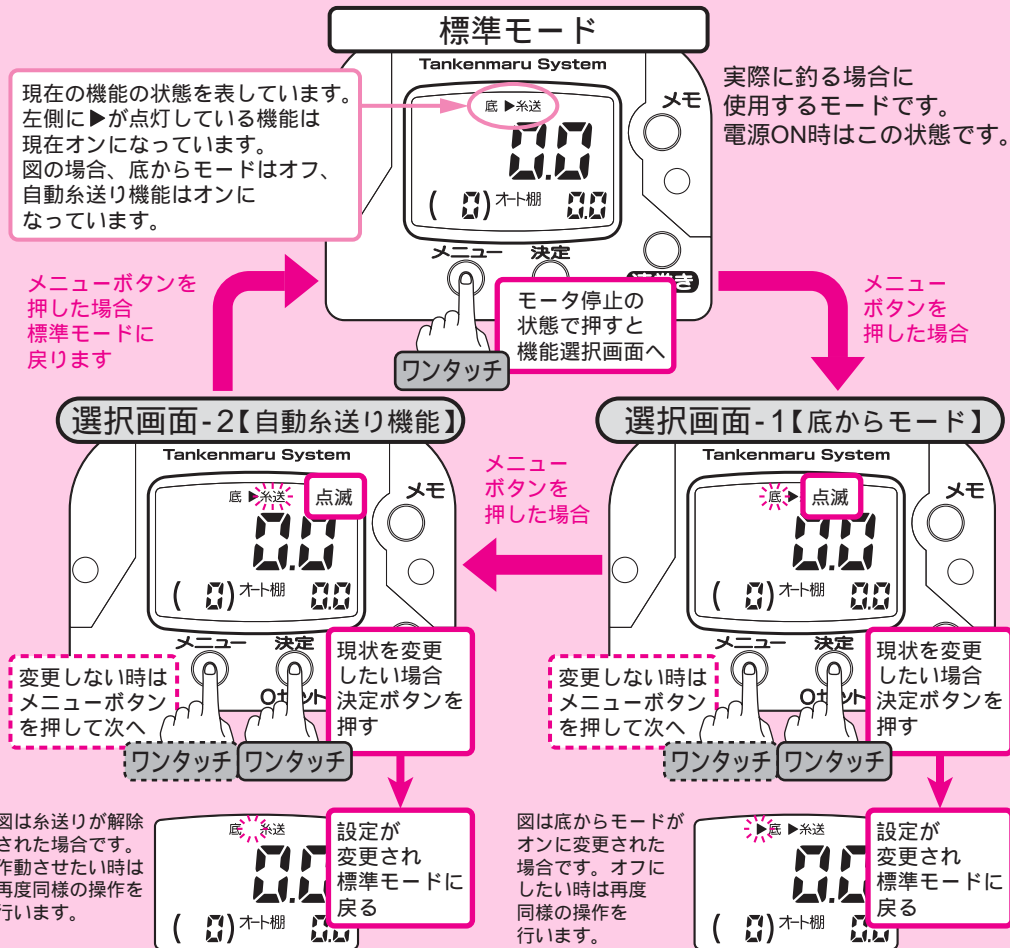 標準モード
Tankenmaru System
現在の機能の状態を表しています。
左側に▶が点灯している機能は
現在オンになっています。
図の場合、底からモードはオフ、
自動糸送り機能はオンに
なっています。
底 ▶糸送
0.0
( 0) オート棚 0.0
メモ
メニュー 決定
実際に釣る場合に
使用するモードです。
電源ON時はこの状態です。
モータ停止の
状態で押すと
機能選択画面へ
ワンタッチ
メニューボタンを
押した場合
標準モードに
戻ります
メニュー
ボタンを
押した場合
選択画面-2【自動糸送り機能】
Tankenmaru System
底 ▶糸送
点滅
0.0
( 0) オート棚 0.0
メモ
メニュー 決定
変更しない時は
メニューボタン
を押して次へ
現状を変更
したい場合
決定ボタンを
押す
ワンタッチ
ワンタッチ
メニュー
ボタンを
押した場合
選択画面-1【底からモード】
Tankenmaru System
底 ▶
点滅
0.0
( 0) オート棚 0.0
メモ
メニュー 決定
変更しない時は
メニューボタン
を押して次へ
現状を変更
したい場合
決定ボタンを
押す
ワンタッチ
ワンタッチ
図は糸送りが解除
された場合です。
作動させたい時は
再度同様の操作を
行います。
底 糸送
0.0
( 0) オート棚 0.0
設定が
変更され
標準モードに
戻る
図は底からモードが
オンに変更された
場合です。オフに
したい時は再度
同様の操作を
行います。
▶底 ▶糸送
0.0
( 0) オート棚 0.0
設定が
変更され
標準モードに
戻る